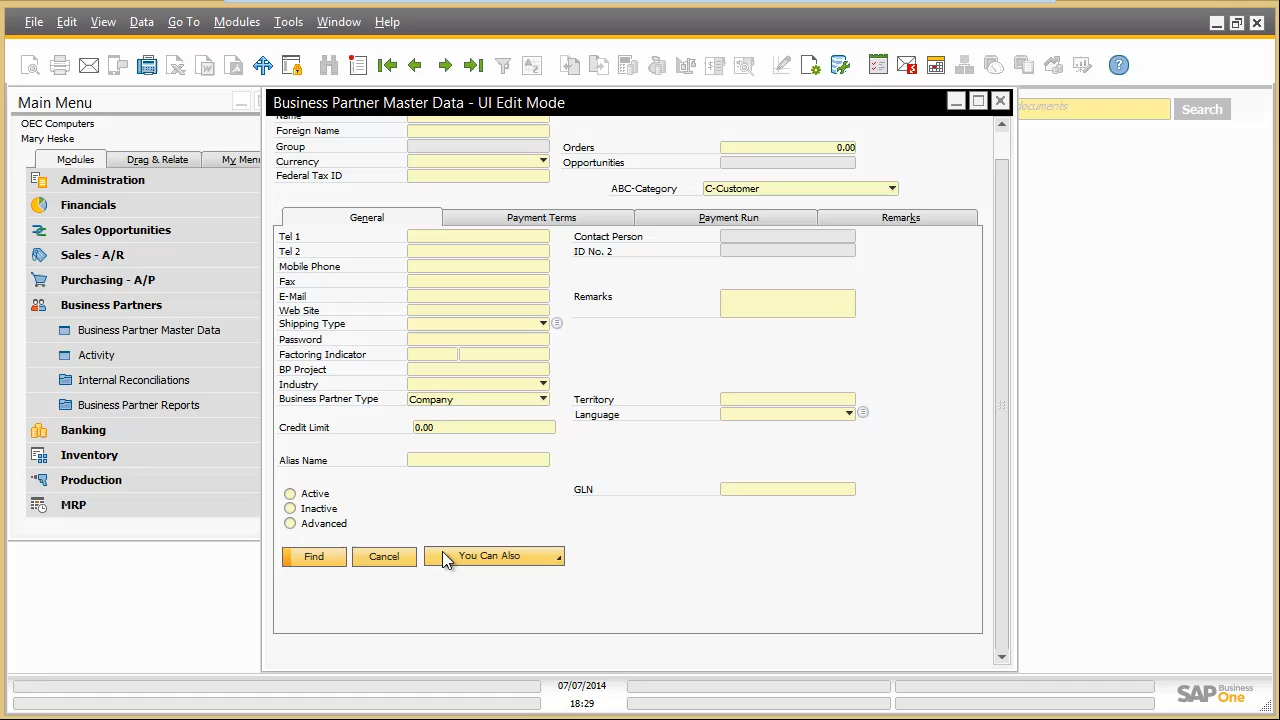 File Edit View Data Go To Modules Tools Window Help
Main Menu
OEC Computers
Mary Heske
Modules Drag & Relate My Menu
Administration
Financials
Sales Opportunities
Sales - A/R
Purchasing - A/P
Business Partners
Business Partner Master Data
Activity
Internal Reconciliations
Business Partner Reports
Banking
Inventory
Production
MRP
Business Partner Master Data - UI Edit Mode
Name
Foreign Name
Group
Currency
Federal Tax ID
Orders 0.00
Opportunities
ABC-Category C-Customer
General Payment Terms Payment Run Remarks
Tel 1
Tel 2
Mobile Phone
Fax
E-Mail
Web Site
Shipping Type
Password
Factoring Indicator
BP Project
Industry
Business Partner Type Company
Credit Limit 0.00
Alias Name
Active
Inactive
Advanced
Contact Person
ID No. 2
Remarks
Territory
Language
GLN
Find Cancel You Can Also
documents Search
07/07/2014
18:29
SAP Business One